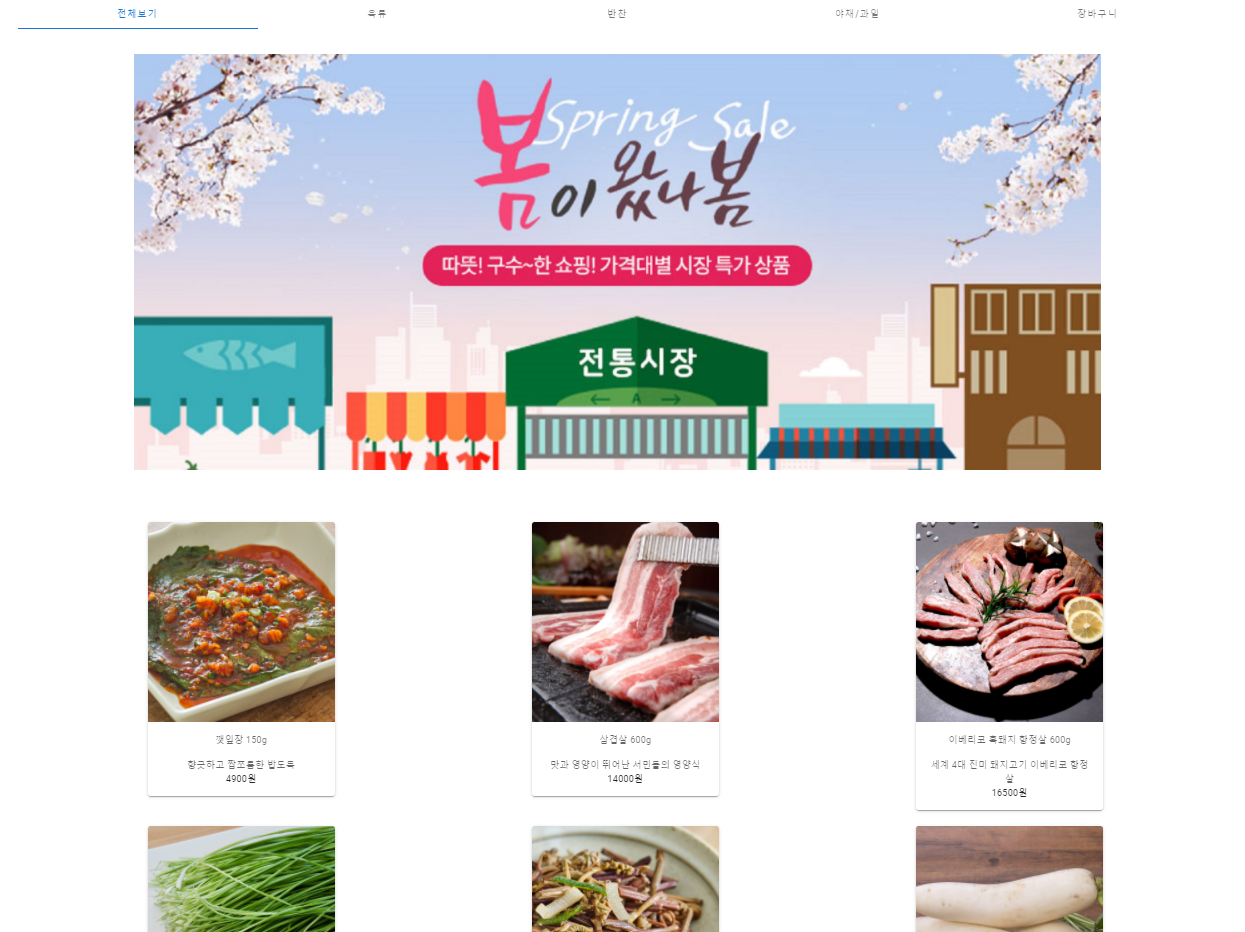 전체보기
육류
반찬
야채/과일
장바구니
Spring Sale
봄이 왔나봄
따뜻! 구수~한 쇼핑! 가격대별 시장 특가 상품
전통시장
← A →
깻잎장 150g
향긋하고 짭쪼름한 밥도둑
4900원
삼겹살 600g
맛과 영양이 뛰어난 서민들의 영양식
14000원
이베리코 흑돼지 항정살 600g
세계 4대 진미 돼지고기 이베리코 항정
살
16500원